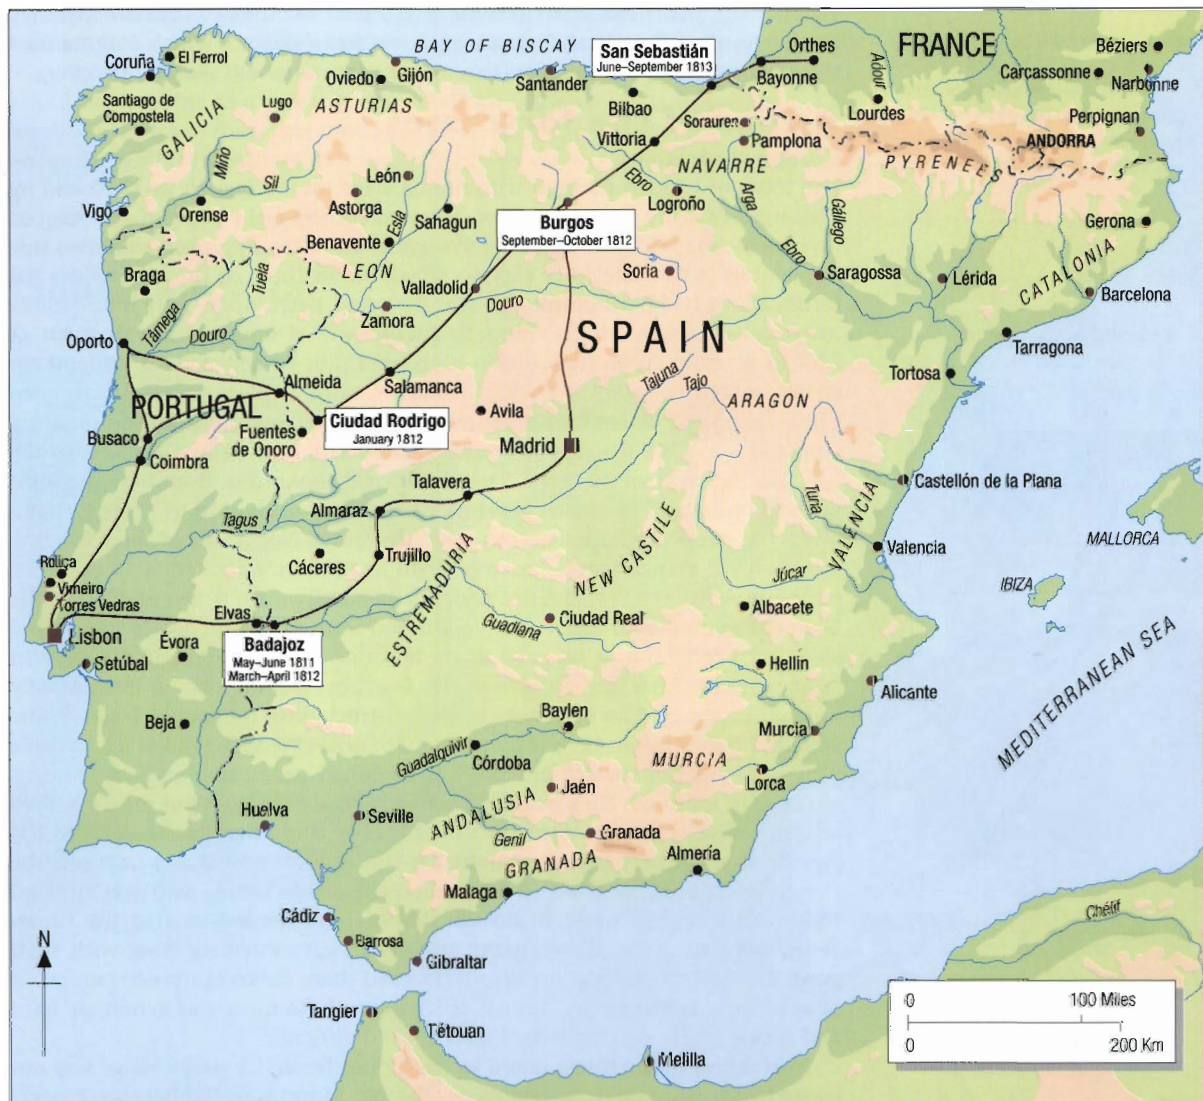 BAY OF BISCAY
FRANCE
San Sebastián
June–September 1813
Orthes
Bayonne
Adour
Lourdes
Béziers
Carcassonne
Narbonne
Perpignan
ANDORRA
PYRENEES
Coruña
El Ferrol
Oviedo
Gijón
Santander
Bilbao
Santiago de
Compostela
Lugo
ASTURIAS
GALICIA
Vittoria
Sorauren
Pamplona
NAVARRE
Miño
Sil
León
Astorga
Sahagun
Esla
Ebro
Logroño
Arga
Gállego
Gerona
Vigo
Orense
Benavente
Burgos
September–October 1812
LEON
Soria
Ebro
Saragossa
Lérida
CATALONIA
Barcelona
Braga
Tâmega
Tuela
Valladolid
Zamora
Douro
Oporto
Douro
SPAIN
Tarragona
Tortosa
Almeida
Salamanca
Tajuna
Tajo
ARAGON
PORTUGAL
Ciudad Rodrigo
January 1812
Avila
Busaco
Fuentes
de Onoro
Madrid
Coimbra
Talavera
Castellón de la Plana
Turia
VALENCIA
Tagus
Almaraz
MALLORCA
Cáceres
Trujillo
NEW CASTILE
Valencia
Roliça
Vimeiro
Torres Vedras
ESTREMADURIA
Júcar
IBIZA
Elvas
Ciudad Real
Albacete
Lisbon
Guadiana
Badajoz
May–June 1811
March–April 1812
Évora
Setúbal
Hellin
MEDITERRANEAN SEA
Alicante
Beja
Baylen
Murcia
Guadalquivir
Córdoba
MURCIA
Lorca
Jaén
ANDALUSIA
Huelva
Seville
Genil
Granada
GRANADA
Almería
Malaga
Cádiz
Barrosa
Gibraltar
Chélif
N
Tangier
Tétouan
Melilla
0 100 Miles
0 200 Km